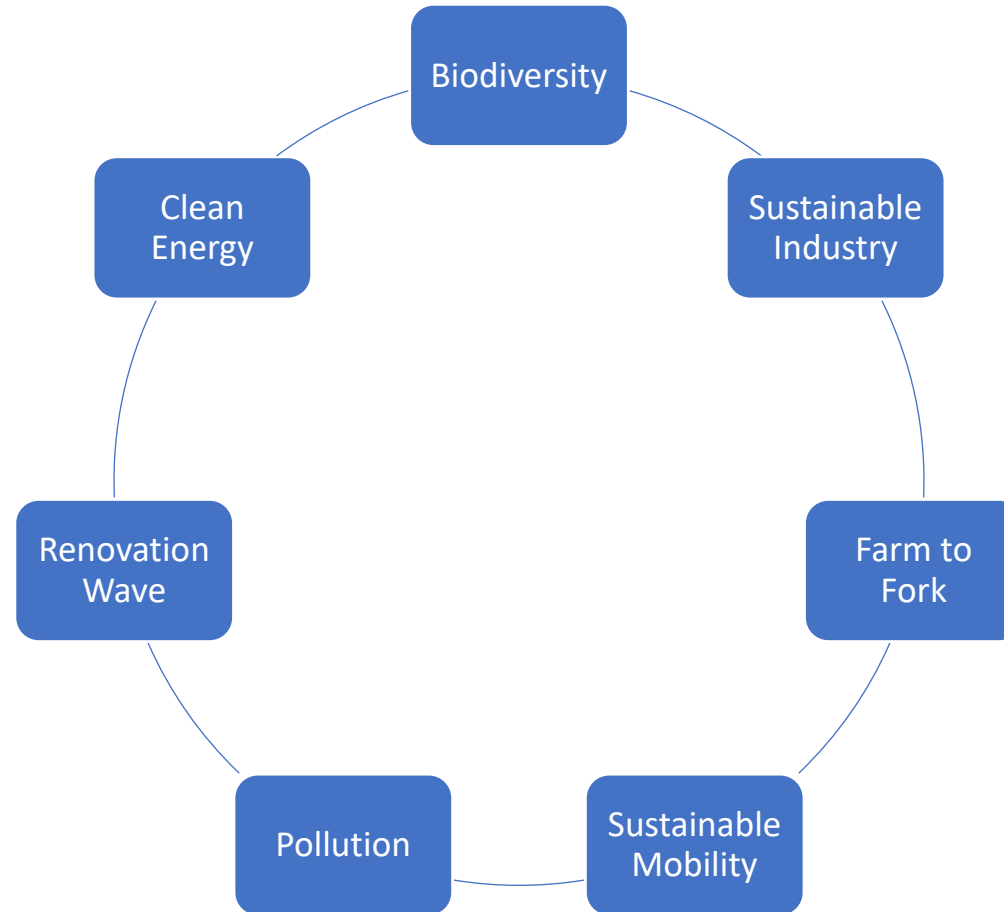 Biodiversity
Sustainable
Industry
Farm to
Fork
Sustainable
Mobility
Pollution
Renovation
Wave
Clean
Energy